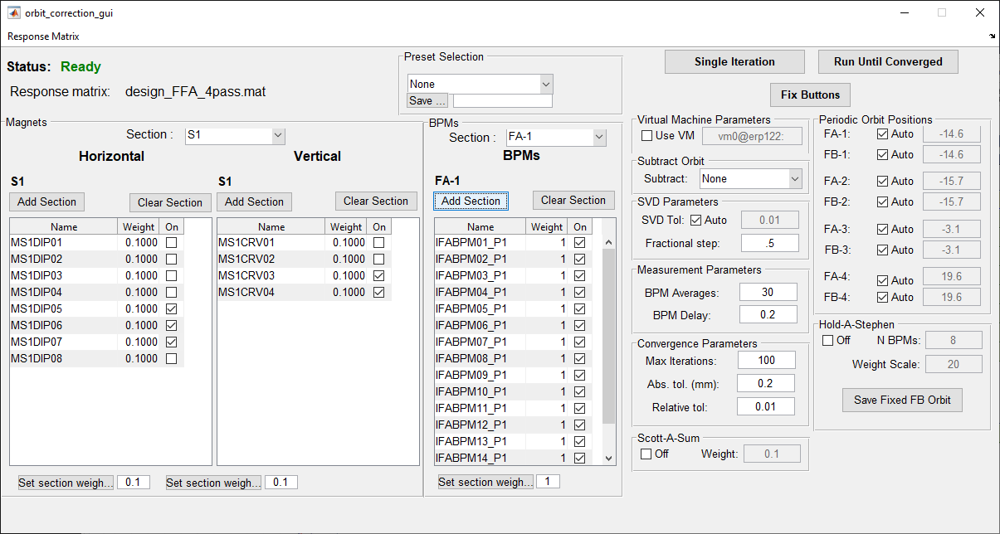 orbit_correction_gui
Response Matrix
Status: Ready
Response matrix: design_FFA_4pass.mat
Preset Selection
None
Save ...
Single Iteration
Run Until Converged
Fix Buttons
Magnets
Section : S1
Horizontal
Vertical
S1
Add Section
Clear Section
S1
Add Section
Clear Section
Name Weight On
MS1DIP01 0.1000
MS1DIP02 0.1000
MS1DIP03 0.1000
MS1DIP04 0.1000
MS1DIP05 0.1000
MS1DIP06 0.1000
MS1DIP07 0.1000
MS1DIP08 0.1000
Set section weigh... 0.1
Name Weight On
MS1CRV01 0.1000
MS1CRV02 0.1000
MS1CRV03 0.1000
MS1CRV04 0.1000
Set section weigh... 0.1
BPMs
Section : FA-1
BPMs
FA-1
Add Section
Clear Section
Name Weight On
IFABPM01_P1 1
IFABPM02_P1 1
IFABPM03_P1 1
IFABPM04_P1 1
IFABPM05_P1 1
IFABPM06_P1 1
IFABPM07_P1 1
IFABPM08_P1 1
IFABPM09_P1 1
IFABPM10_P1 1
IFABPM11_P1 1
IFABPM12_P1 1
IFABPM13_P1 1
IFABPM14_P1 1
Set section weigh... 1
Virtual Machine Parameters
Use VM vm0@erp122:
Subtract Orbit
Subtract: None
SVD Parameters
SVD Tol: Auto 0.01
Fractional step: .5
Measurement Parameters
BPM Averages: 30
BPM Delay: 0.2
Convergence Parameters
Max Iterations: 100
Abs. tol. (mm): 0.2
Relative tol: 0.01
Scott-A-Sum
Off Weight: 0.1
Periodic Orbit Positions
FA-1: Auto -14.6
FB-1: Auto -14.6
FA-2: Auto -15.7
FB-2: Auto -15.7
FA-3: Auto -3.1
FB-3: Auto -3.1
FA-4: Auto 19.6
FB-4: Auto 19.6
Hold-A-Stephen
Off N BPMs: 8
Weight Scale: 20
Save Fixed FB Orbit